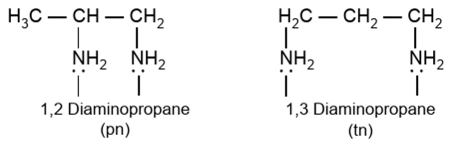 H₃C — CH — CH₂ H₂C — CH₂ — CH₂
NH₂ NH₂ NH₂ NH₂
1,2 Diaminopropane 1,3 Diaminopropane
(pn) (tn)